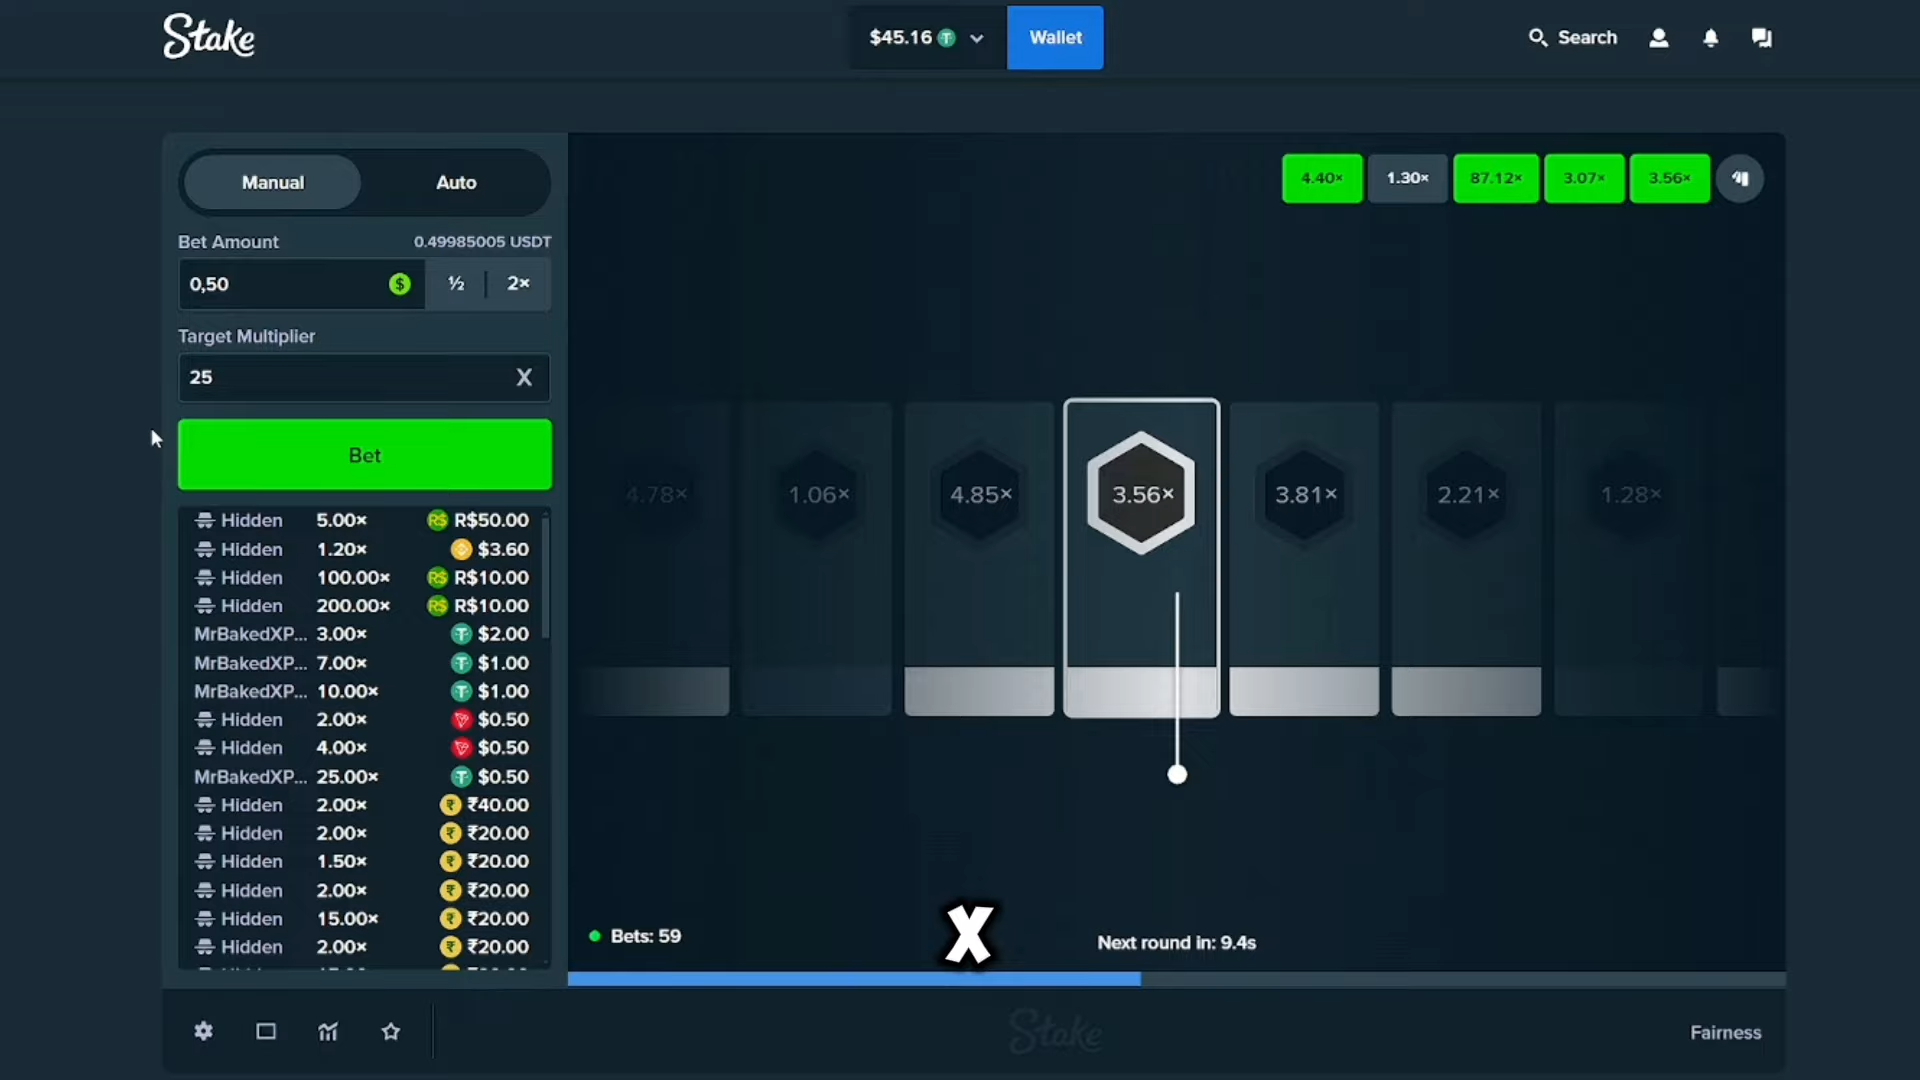 Stake
$45.16
Wallet
Search
Manual
Auto
4.40×
1.30×
87.12×
3.07×
3.56×
Bet Amount
0.49985005 USDT
0,50
$
½
2×
Target Multiplier
25
X
Bet
4.78×
1.06×
4.85×
3.56×
3.81×
2.21×
1.28×
Hidden 5.00× R$ R$50.00
Hidden 1.20× $3.60
Hidden 100.00× R$ R$10.00
Hidden 200.00× R$ R$10.00
MrBakedXP... 3.00× $2.00
MrBakedXP... 7.00× $1.00
MrBakedXP... 10.00× $1.00
Hidden 2.00× $0.50
Hidden 4.00× $0.50
MrBakedXP... 25.00× $0.50
Hidden 2.00× ₹ ₹40.00
Hidden 2.00× ₹ ₹20.00
Hidden 1.50× ₹ ₹20.00
Hidden 2.00× ₹ ₹20.00
Hidden 15.00× ₹ ₹20.00
Hidden 2.00× ₹ ₹20.00
Bets: 59
X
Next round in: 9.4s
Stake
Fairness